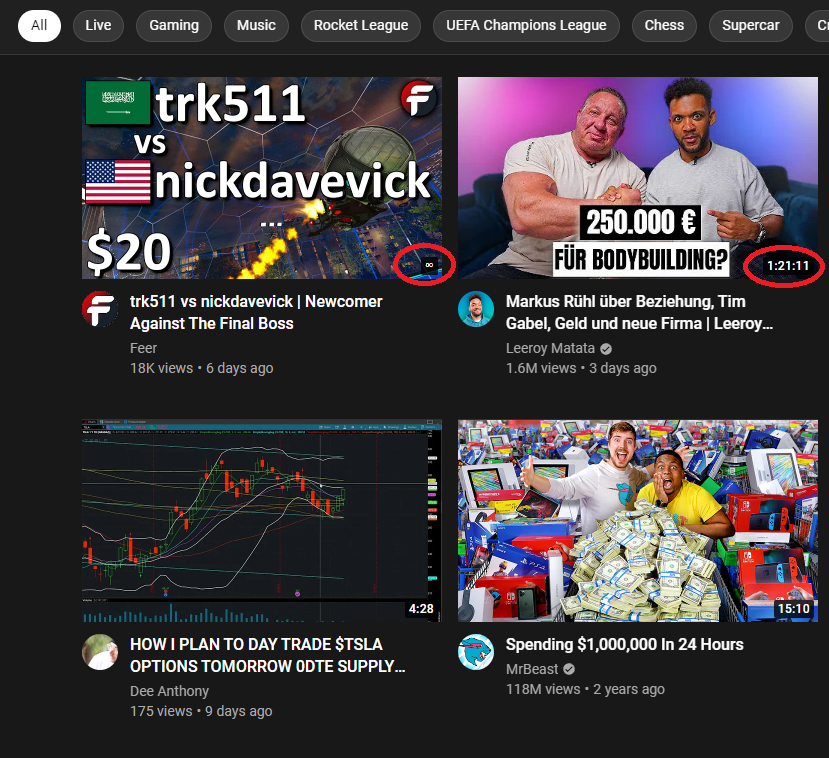 All
Live
Gaming
Music
Rocket League
UEFA Champions League
Chess
Supercar
trk511
vs
nickdavevick
...
$20
∞
250.000 €
FÜR BODYBUILDING?
1:21:11
trk511 vs nickdavevick | Newcomer
Against The Final Boss
Feer
18K views • 6 days ago
Markus Rühl über Beziehung, Tim
Gabel, Geld und neue Firma | Leeroy...
Leeroy Matata
1.6M views • 3 days ago
4:28
15:10
HOW I PLAN TO DAY TRADE $TSLA
OPTIONS TOMORROW 0DTE SUPPLY...
Dee Anthony
175 views • 9 days ago
Spending $1,000,000 In 24 Hours
MrBeast
118M views • 2 years ago